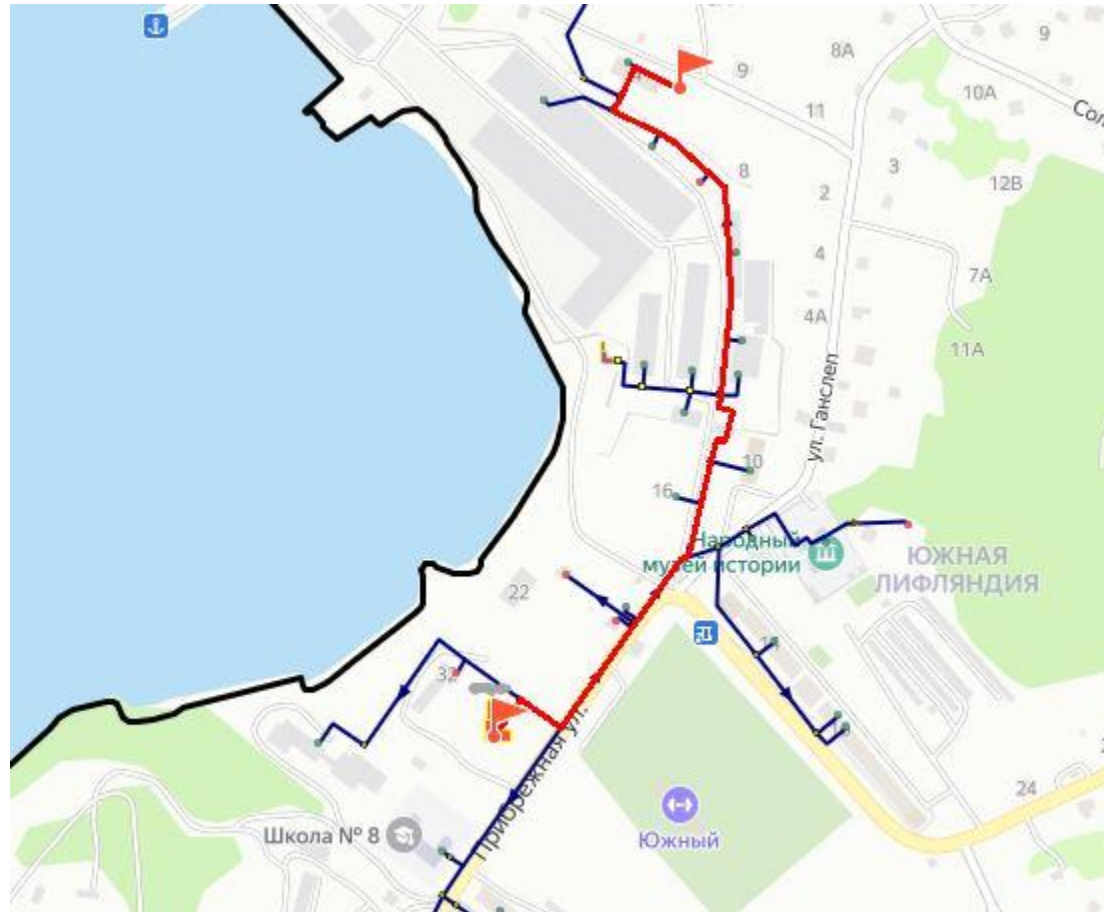 9
8А
9
10А
11
Сол
3
8
12В
2
4
7А
4А
11А
ул. Ганслеп
10
16
Народный
музей истории
ЮЖНАЯ
ЛИФЛЯНДИЯ
22
32
Прибрежная ул.
24
Школа № 8
Южный